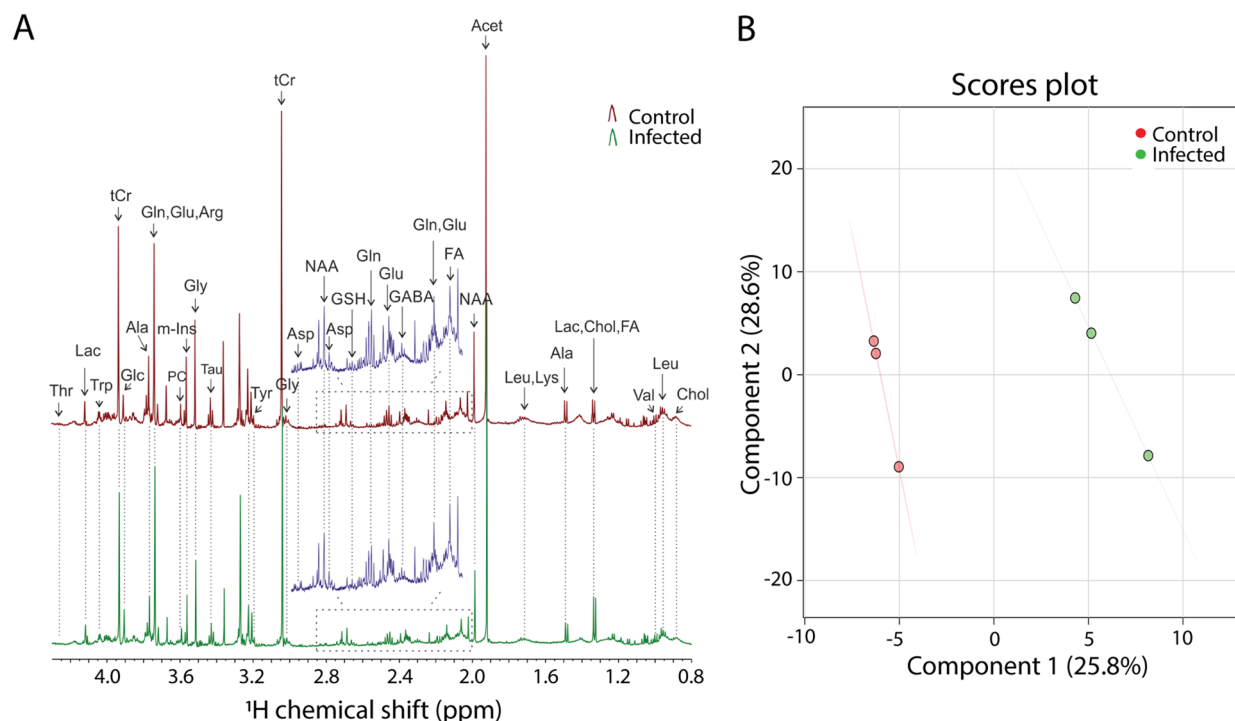 A
B
Acet
tCr
Control
Infected
tCr
Gln,Glu,Arg
Gly
NAA
Gln
Glu
Gln,Glu
FA
GSH
GABA
NAA
Lac
Ala
m-Ins
Asp
Asp
Lac,Chol,FA
Thr
Trp
Glc
PC
Tau
Tyr
Gly
Leu,Lys
Ala
Val
Leu
Chol
4.0 3.6 3.2 2.8 2.4 2.0 1.6 1.2 0.8
¹H chemical shift (ppm)
Scores plot
Control
Infected
Component 2 (28.6%)
20
10
0
-10
-20
-10 -5 0 5 10
Component 1 (25.8%)